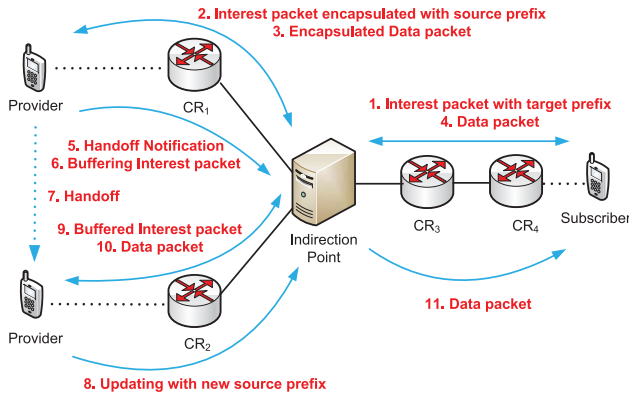 2. Interest packet encapsulated with source prefix
3. Encapsulated Data packet
Provider
CR1
1. Interest packet with target prefix
4. Data packet
5. Handoff Notification
6. Buffering Interest packet
7. Handoff
9. Buffered Interest packet
10. Data packet
Indirection
Point
CR3
CR4
Subscriber
11. Data packet
Provider
CR2
8. Updating with new source prefix